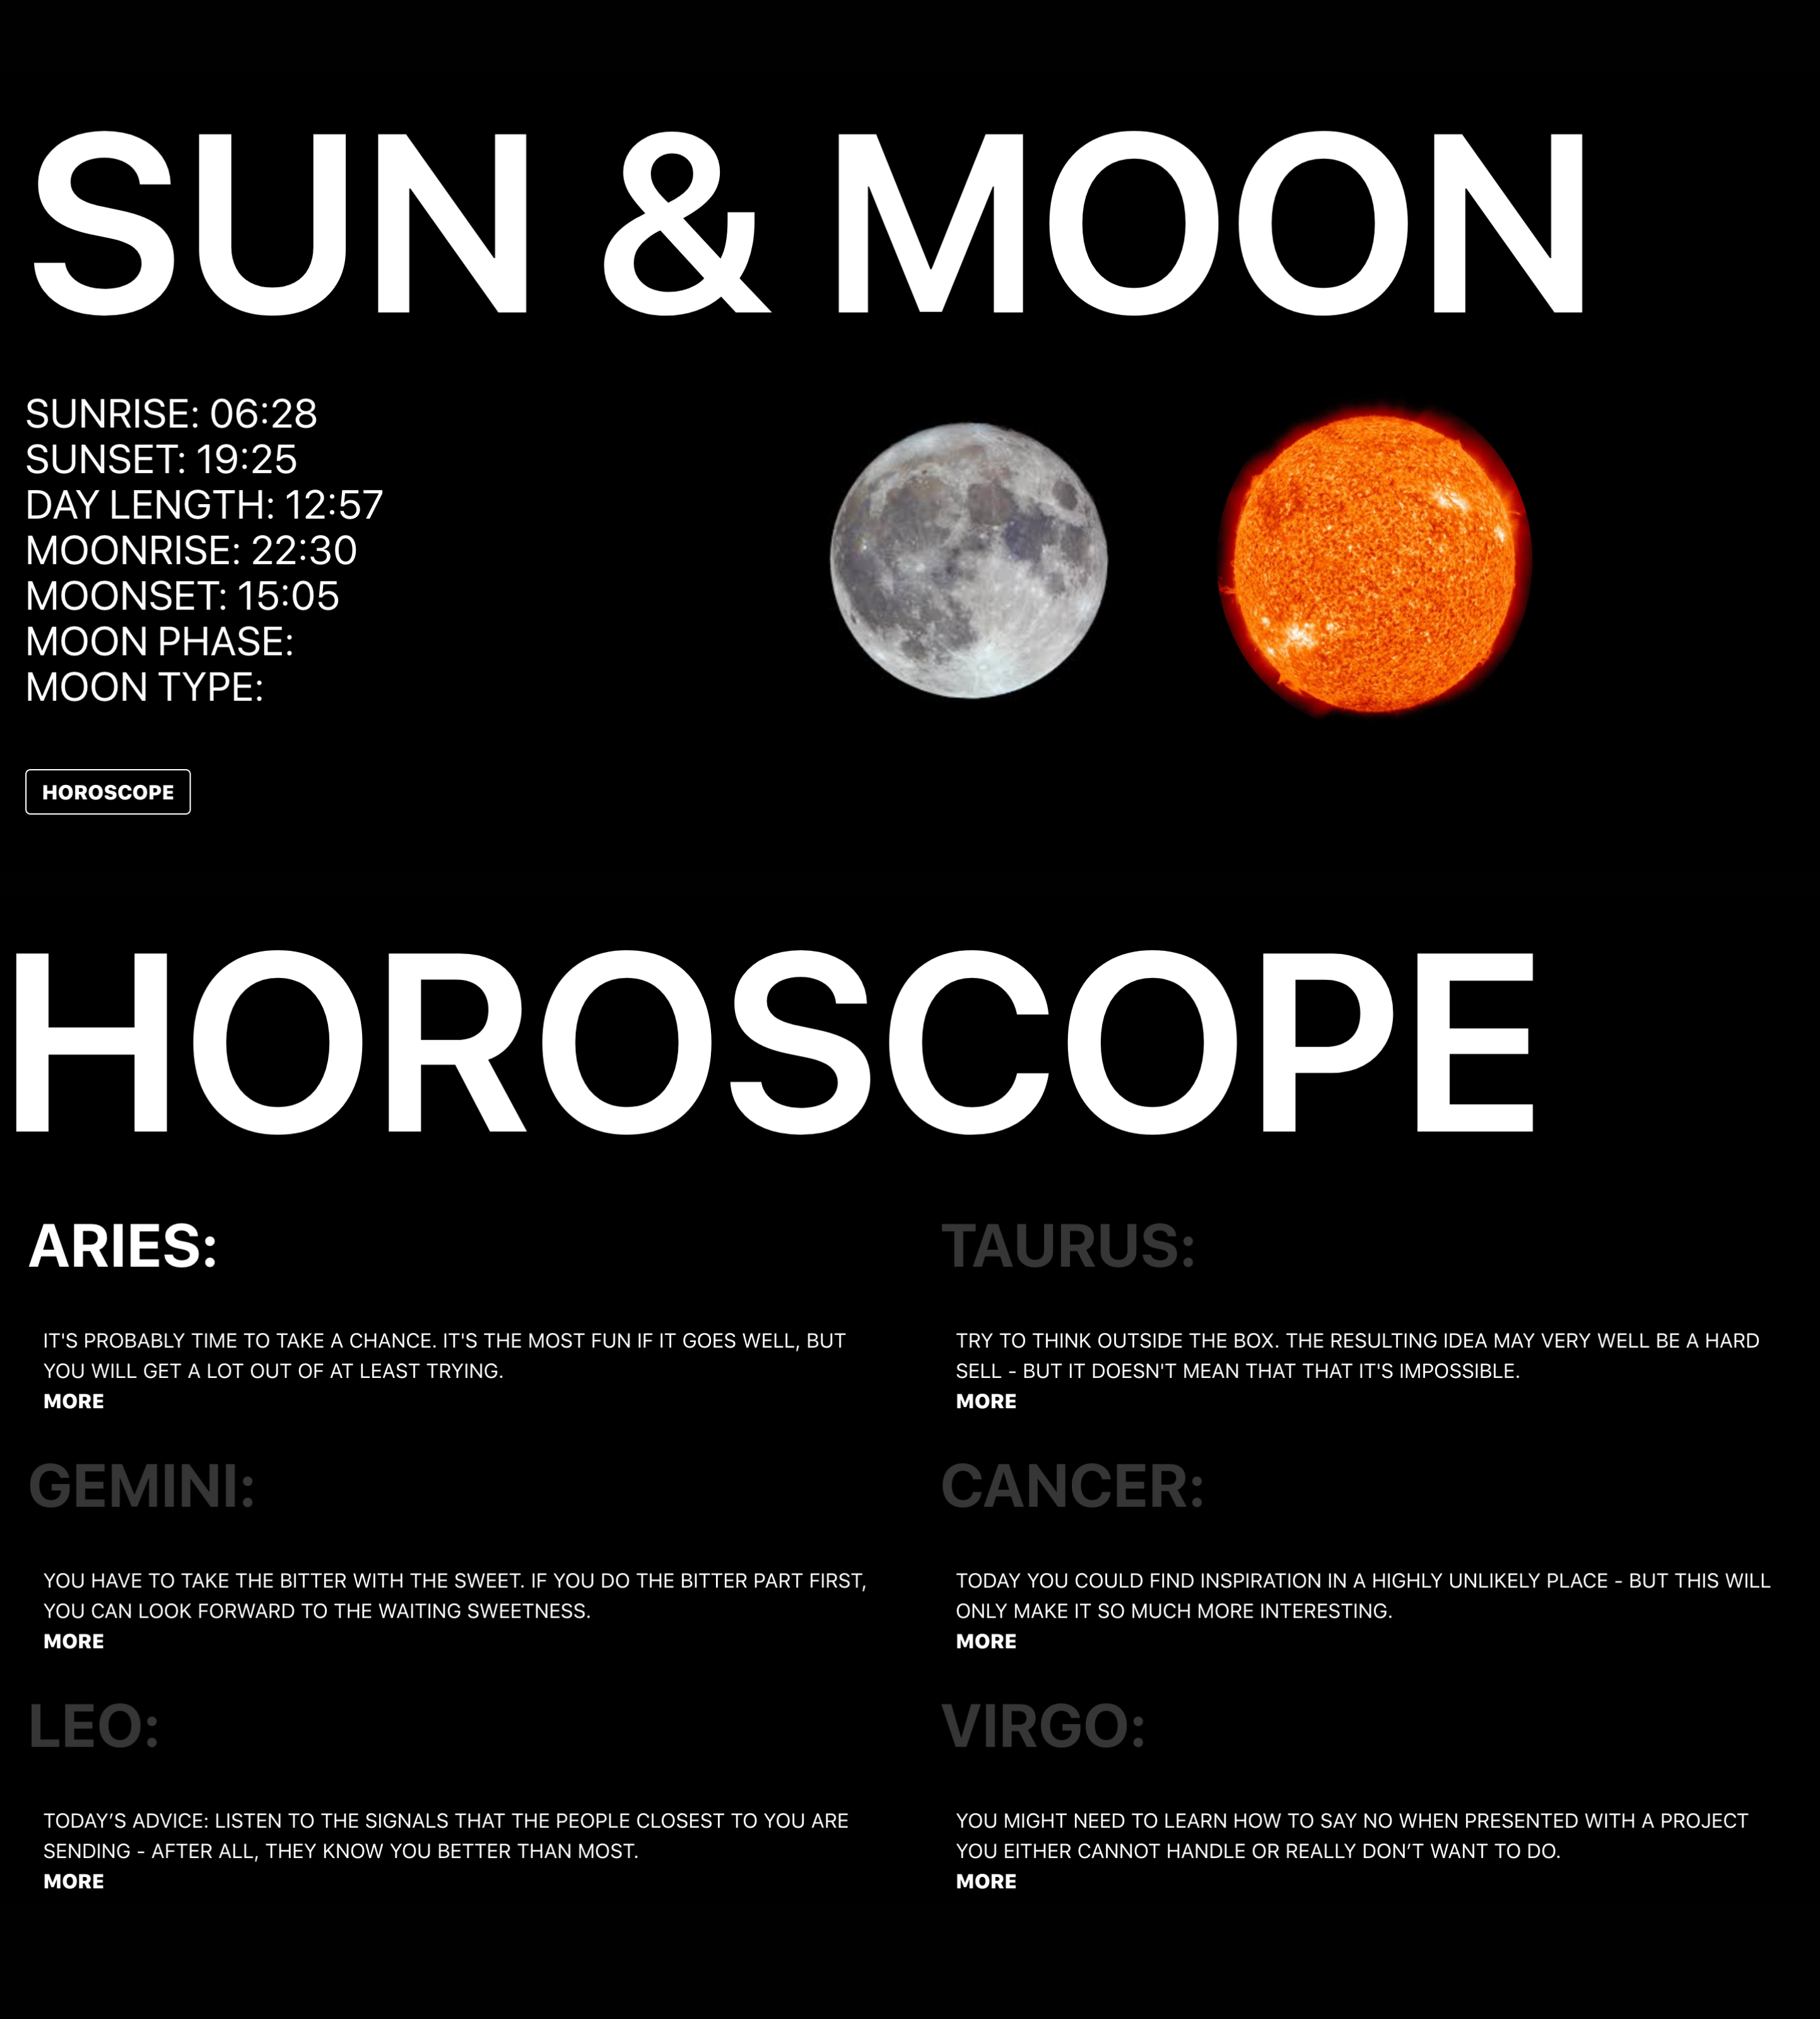 SUN & MOON
SUNRISE: 06:28
SUNSET: 19:25
DAY LENGTH: 12:57
MOONRISE: 22:30
MOONSET: 15:05
MOON PHASE:
MOON TYPE:
HOROSCOPE
HOROSCOPE
ARIES:
IT'S PROBABLY TIME TO TAKE A CHANCE. IT'S THE MOST FUN IF IT GOES WELL, BUT
YOU WILL GET A LOT OUT OF AT LEAST TRYING.
MORE
TAURUS:
TRY TO THINK OUTSIDE THE BOX. THE RESULTING IDEA MAY VERY WELL BE A HARD
SELL - BUT IT DOESN'T MEAN THAT THAT IT'S IMPOSSIBLE.
MORE
GEMINI:
YOU HAVE TO TAKE THE BITTER WITH THE SWEET. IF YOU DO THE BITTER PART FIRST,
YOU CAN LOOK FORWARD TO THE WAITING SWEETNESS.
MORE
CANCER:
TODAY YOU COULD FIND INSPIRATION IN A HIGHLY UNLIKELY PLACE - BUT THIS WILL
ONLY MAKE IT SO MUCH MORE INTERESTING.
MORE
LEO:
TODAY’S ADVICE: LISTEN TO THE SIGNALS THAT THE PEOPLE CLOSEST TO YOU ARE
SENDING - AFTER ALL, THEY KNOW YOU BETTER THAN MOST.
MORE
VIRGO:
YOU MIGHT NEED TO LEARN HOW TO SAY NO WHEN PRESENTED WITH A PROJECT
YOU EITHER CANNOT HANDLE OR REALLY DON’T WANT TO DO.
MORE